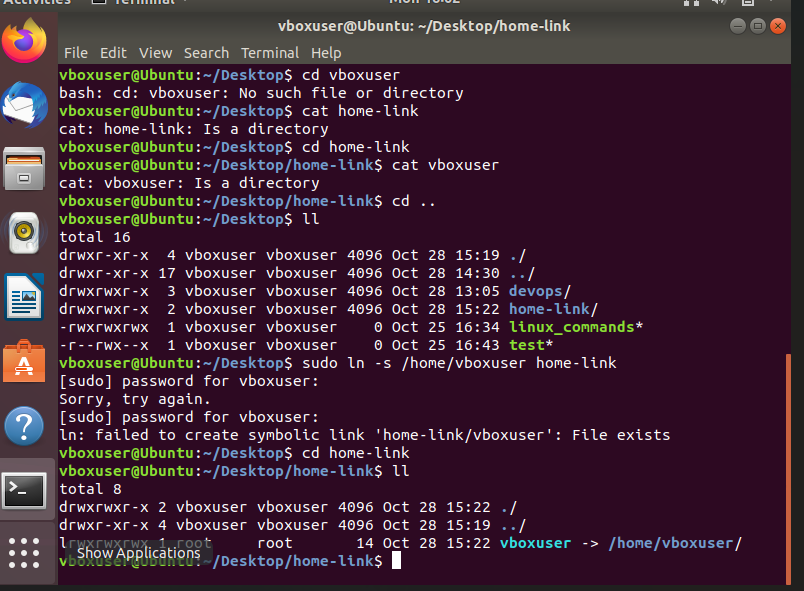 Activities
Terminal
Mon 16:02
vboxuser@Ubuntu: ~/Desktop/home-link
File Edit View Search Terminal Help
vboxuser@Ubuntu:~/Desktop$ cd vboxuser
bash: cd: vboxuser: No such file or directory
vboxuser@Ubuntu:~/Desktop$ cat home-link
cat: home-link: Is a directory
vboxuser@Ubuntu:~/Desktop$ cd home-link
vboxuser@Ubuntu:~/Desktop/home-link$ cat vboxuser
cat: vboxuser: Is a directory
vboxuser@Ubuntu:~/Desktop/home-link$ cd ..
vboxuser@Ubuntu:~/Desktop$ ll
total 16
drwxr-xr-x  4 vboxuser vboxuser 4096 Oct 28 15:19 ./
drwxr-xr-x 17 vboxuser vboxuser 4096 Oct 28 14:30 ../
drwxrwxr-x  3 vboxuser vboxuser 4096 Oct 28 13:05 devops/
drwxrwxr-x  2 vboxuser vboxuser 4096 Oct 28 15:22 home-link/
-rwxrwxrwx  1 vboxuser vboxuser    0 Oct 25 16:34 linux_commands*
-r--rwx--x  1 vboxuser vboxuser    0 Oct 25 16:43 test*
vboxuser@Ubuntu:~/Desktop$ sudo ln -s /home/vboxuser home-link
[sudo] password for vboxuser:
Sorry, try again.
[sudo] password for vboxuser:
ln: failed to create symbolic link 'home-link/vboxuser': File exists
vboxuser@Ubuntu:~/Desktop$ cd home-link
vboxuser@Ubuntu:~/Desktop/home-link$ ll
total 8
drwxrwxr-x 2 vboxuser vboxuser 4096 Oct 28 15:22 ./
drwxr-xr-x 4 vboxuser vboxuser 4096 Oct 28 15:19 ../
lrwxrwxrwx 1 root     root       14 Oct 28 15:22 vboxuser -> /home/vboxuser/
Show Applications
vboxuser@Ubuntu:~/Desktop/home-link$